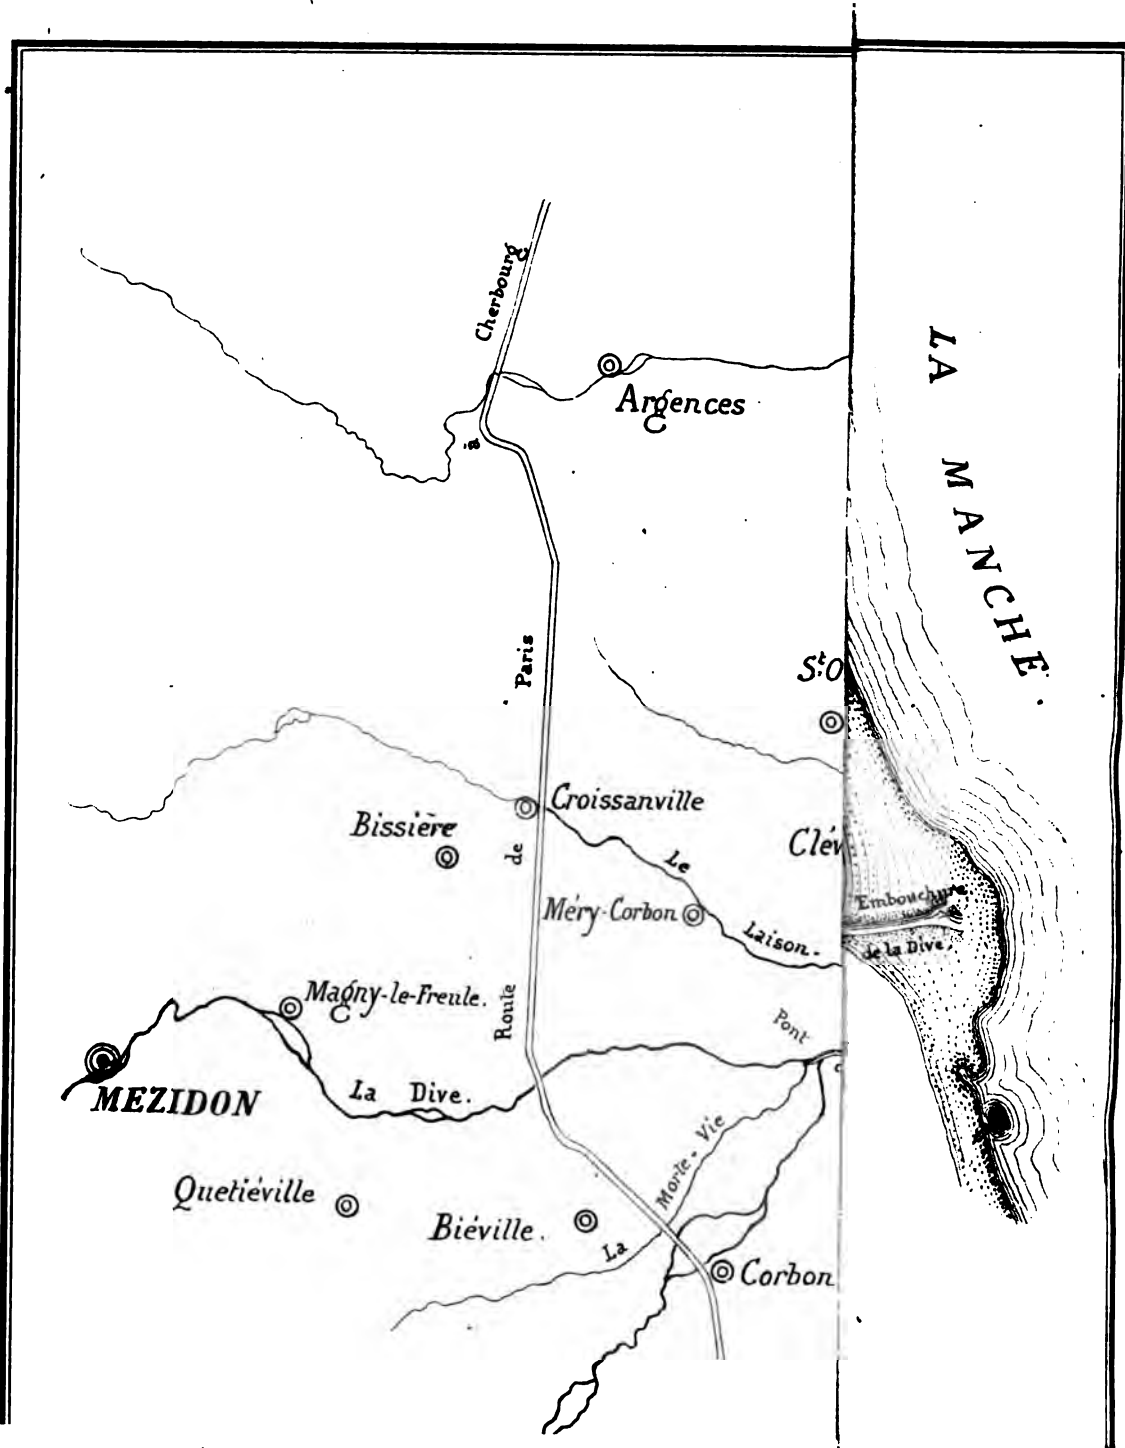 Cherbourg
à
Argences
LA MANCHE.
Paris
St. O
Croissanville
Bissière
de
Clév
Le
Méry-Corbon
Laison.
Embouchure
de la Dive.
Magny-le-Freule.
Route
Pont
MEZIDON
La Dive.
Morte-Vie
Quetiéville
Biéville.
La
Corbon